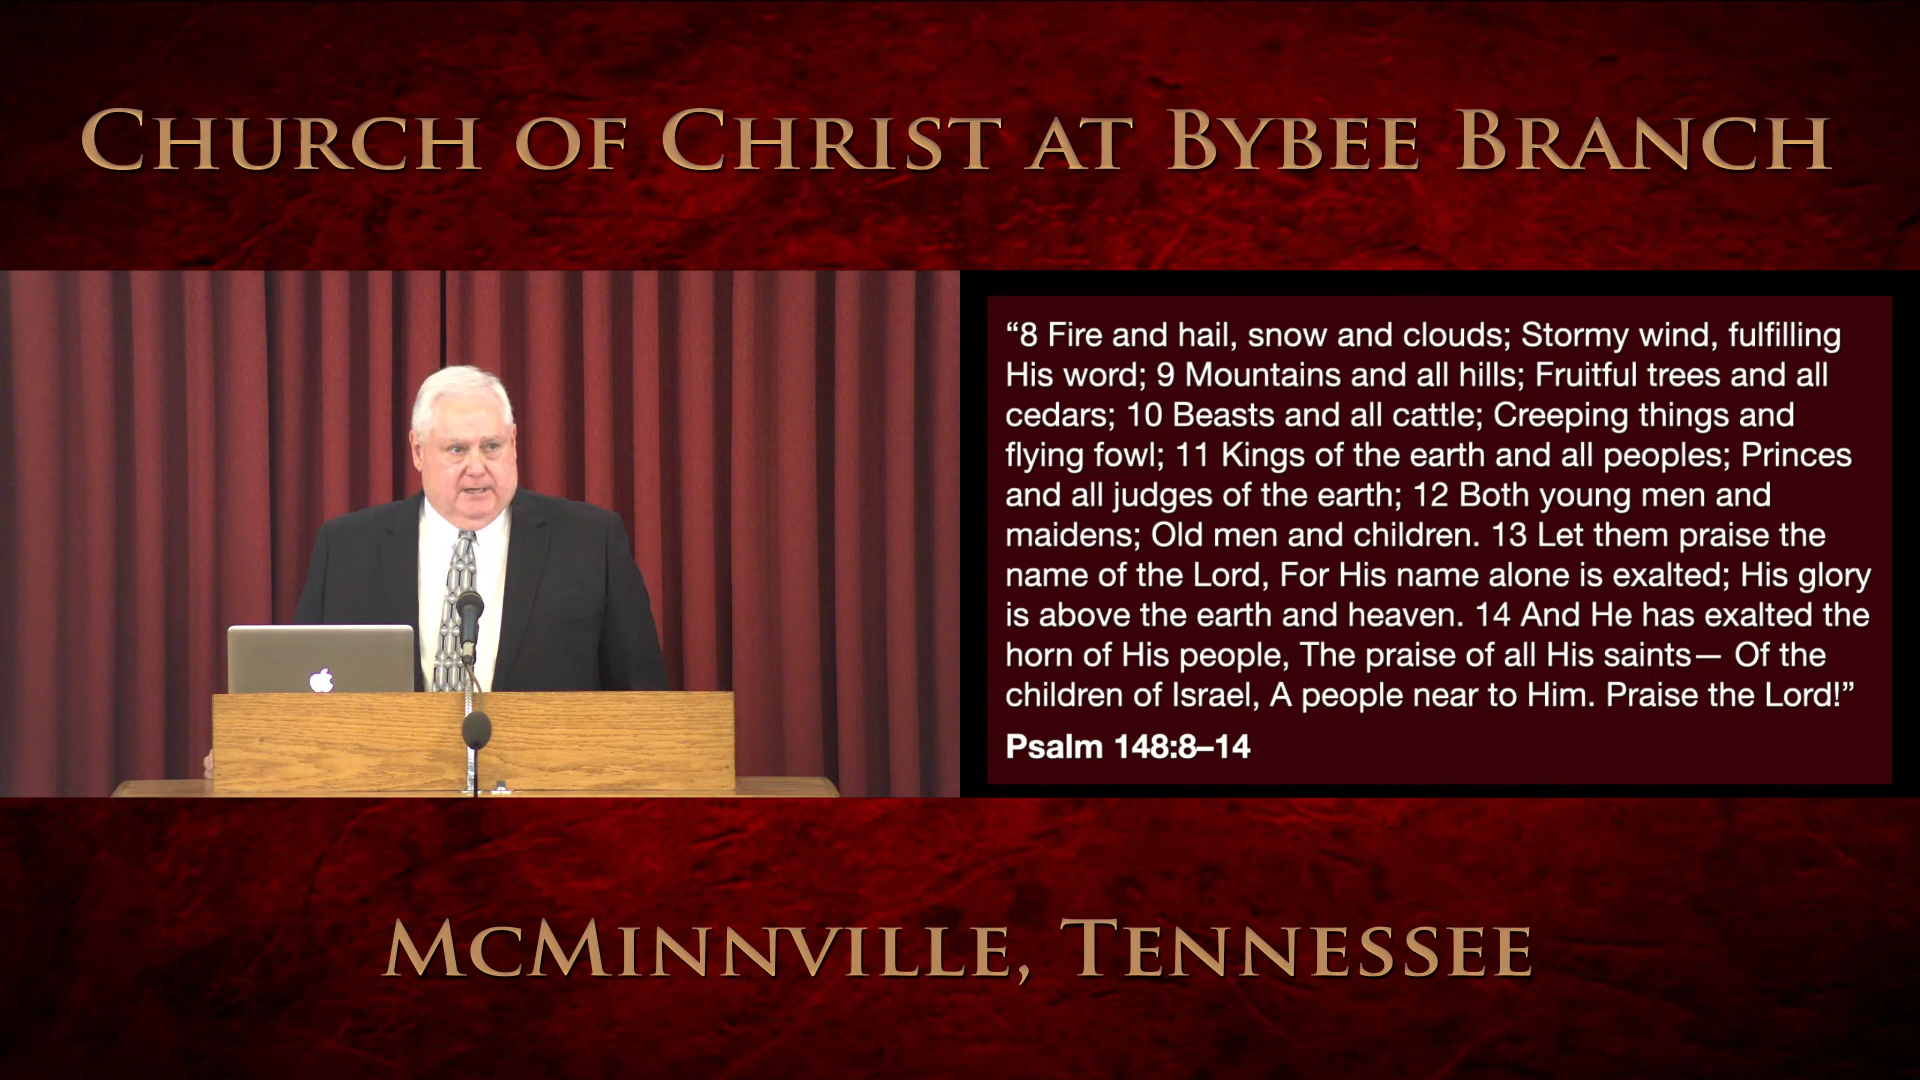 Church of Christ at Bybee Branch
“8 Fire and hail, snow and clouds; Stormy wind, fulfilling
His word; 9 Mountains and all hills; Fruitful trees and all
cedars; 10 Beasts and all cattle; Creeping things and
flying fowl; 11 Kings of the earth and all peoples; Princes
and all judges of the earth; 12 Both young men and
maidens; Old men and children. 13 Let them praise the
name of the Lord, For His name alone is exalted; His glory
is above the earth and heaven. 14 And He has exalted the
horn of His people, The praise of all His saints— Of the
children of Israel, A people near to Him. Praise the Lord!”
Psalm 148:8–14
McMinnville, Tennessee